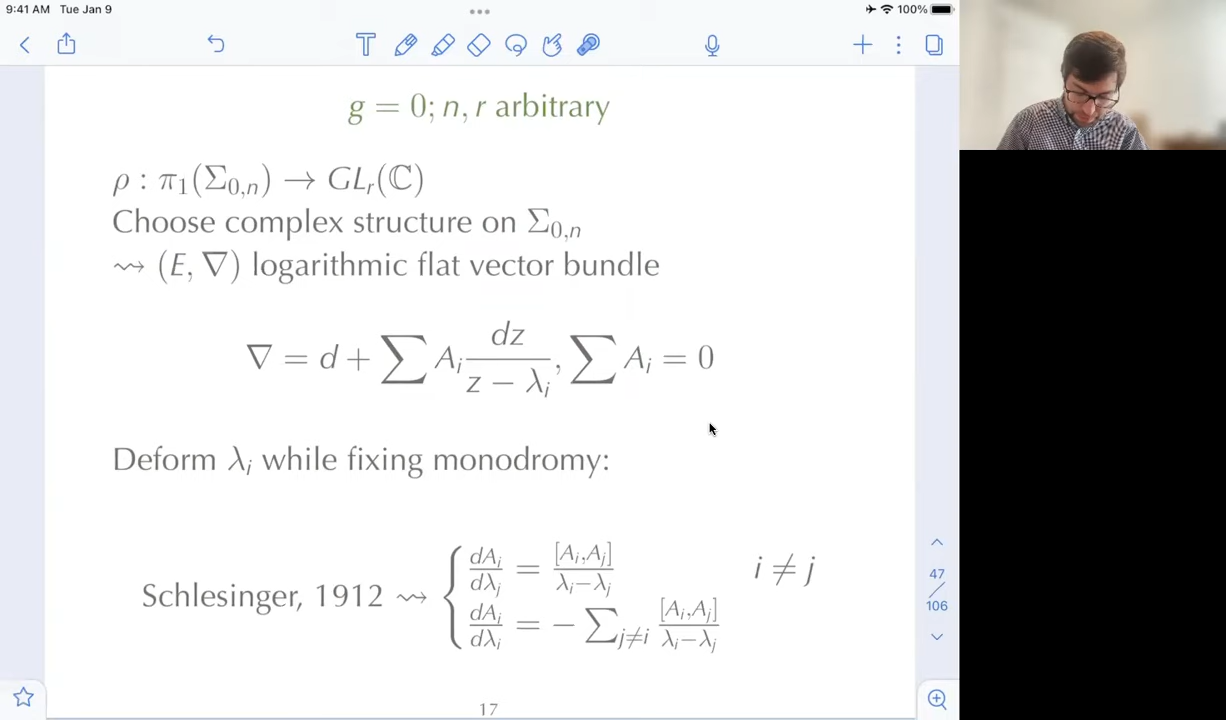 9:41 AM Tue Jan 9
100%
g = 0; n, r arbitrary
ρ : π₁(Σ₀,ₙ) → GLᵣ(ℂ)
Choose complex structure on Σ₀,ₙ
⇝ (E, ∇) logarithmic flat vector bundle
∇ = d + ∑ Aᵢ dz/(z − λᵢ), ∑ Aᵢ = 0
Deform λᵢ while fixing monodromy:
Schlesinger, 1912 ⇝ { dAᵢ/dλⱼ = [Aᵢ,Aⱼ]/(λᵢ−λⱼ) i ≠ j
dAᵢ/dλᵢ = − ∑ⱼ≠ᵢ [Aᵢ,Aⱼ]/(λᵢ−λⱼ)
47
/
106
17